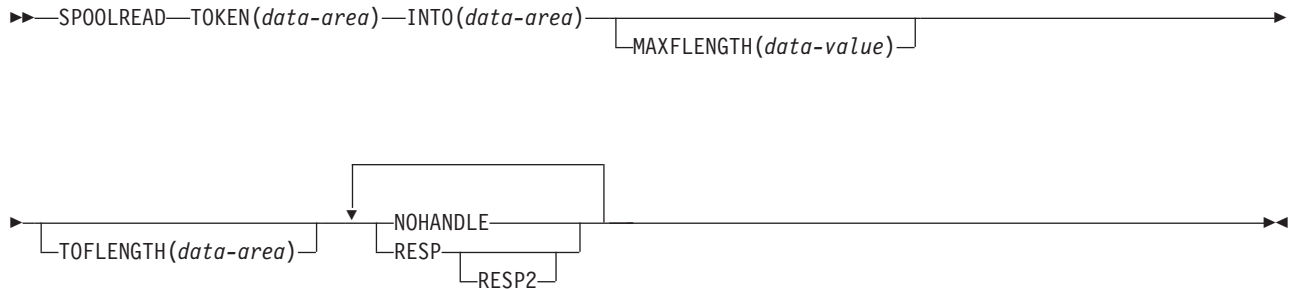 SPOOLREAD TOKEN(data-area) INTO(data-area)
MAXFLENGTH(data-value)
NOHANDLE
TOFLENGTH(data-area) RESP
RESP2